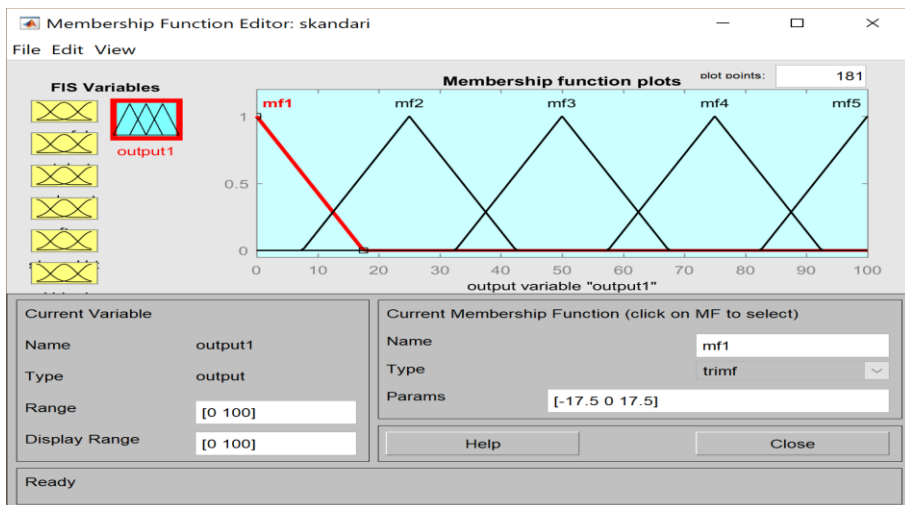 Membership Function Editor: skandari
File Edit View
FIS Variables
output1
Membership function plots
plot points:
181
mf1 mf2 mf3 mf4 mf5
1
0.5
0
0 10 20 30 40 50 60 70 80 90 100
output variable "output1"
Current Variable
Name output1
Type output
Range [0 100]
Display Range [0 100]
Current Membership Function (click on MF to select)
Name mf1
Type trimf
Params [-17.5 0 17.5]
Help Close
Ready